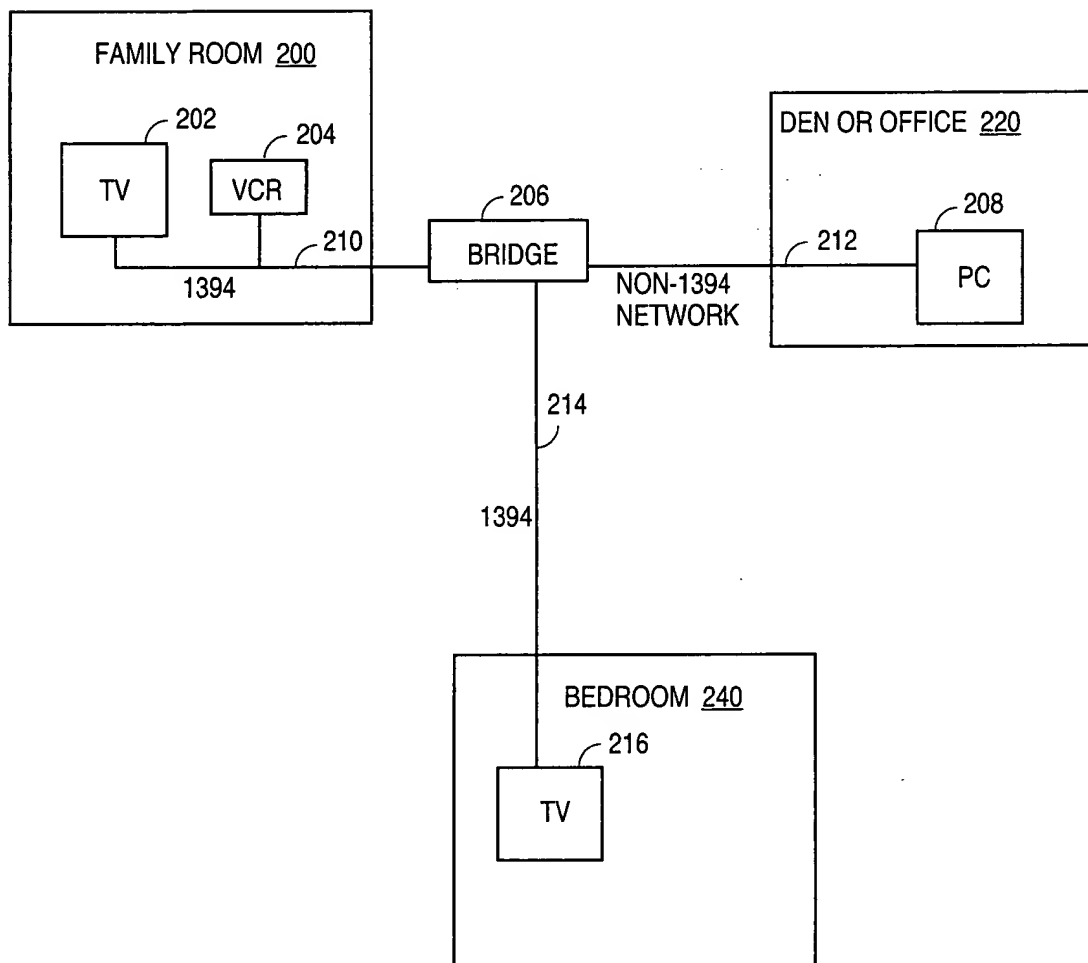 FAMILY ROOM 200
202
204
TV
VCR
210
1394
206
BRIDGE
NON-1394
NETWORK
DEN OR OFFICE 220
208
212
PC
214
1394
BEDROOM 240
216
TV